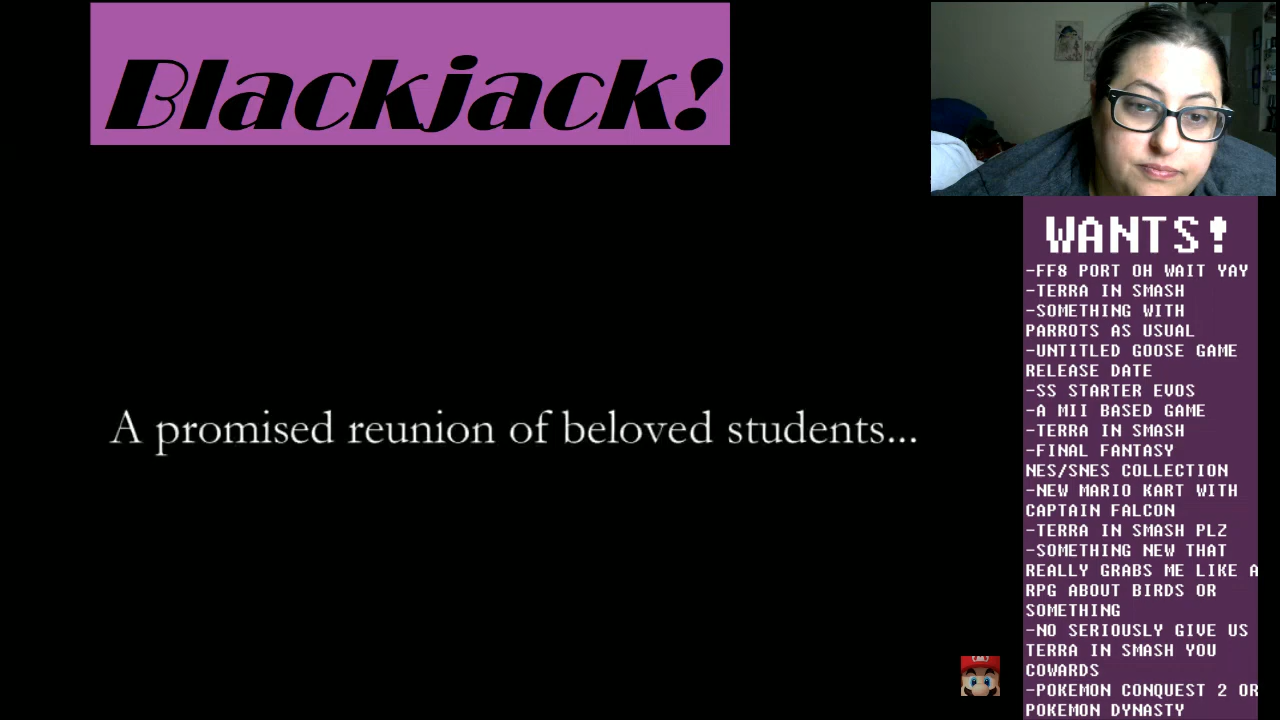 Blackjack!
A promised reunion of beloved students...
WANTS!
-FF8 PORT OH WAIT YAY
-TERRA IN SMASH
-SOMETHING WITH
PARROTS AS USUAL
-UNTITLED GOOSE GAME
RELEASE DATE
-SS STARTER EVOS
-A MII BASED GAME
-TERRA IN SMASH
-FINAL FANTASY
NES/SNES COLLECTION
-NEW MARIO KART WITH
CAPTAIN FALCON
-TERRA IN SMASH PLZ
-SOMETHING NEW THAT
REALLY GRABS ME LIKE A
RPG ABOUT BIRDS OR
SOMETHING
-NO SERIOUSLY GIVE US
TERRA IN SMASH YOU
COWARDS
-POKEMON CONQUEST 2 OR
POKEMON DYNASTY